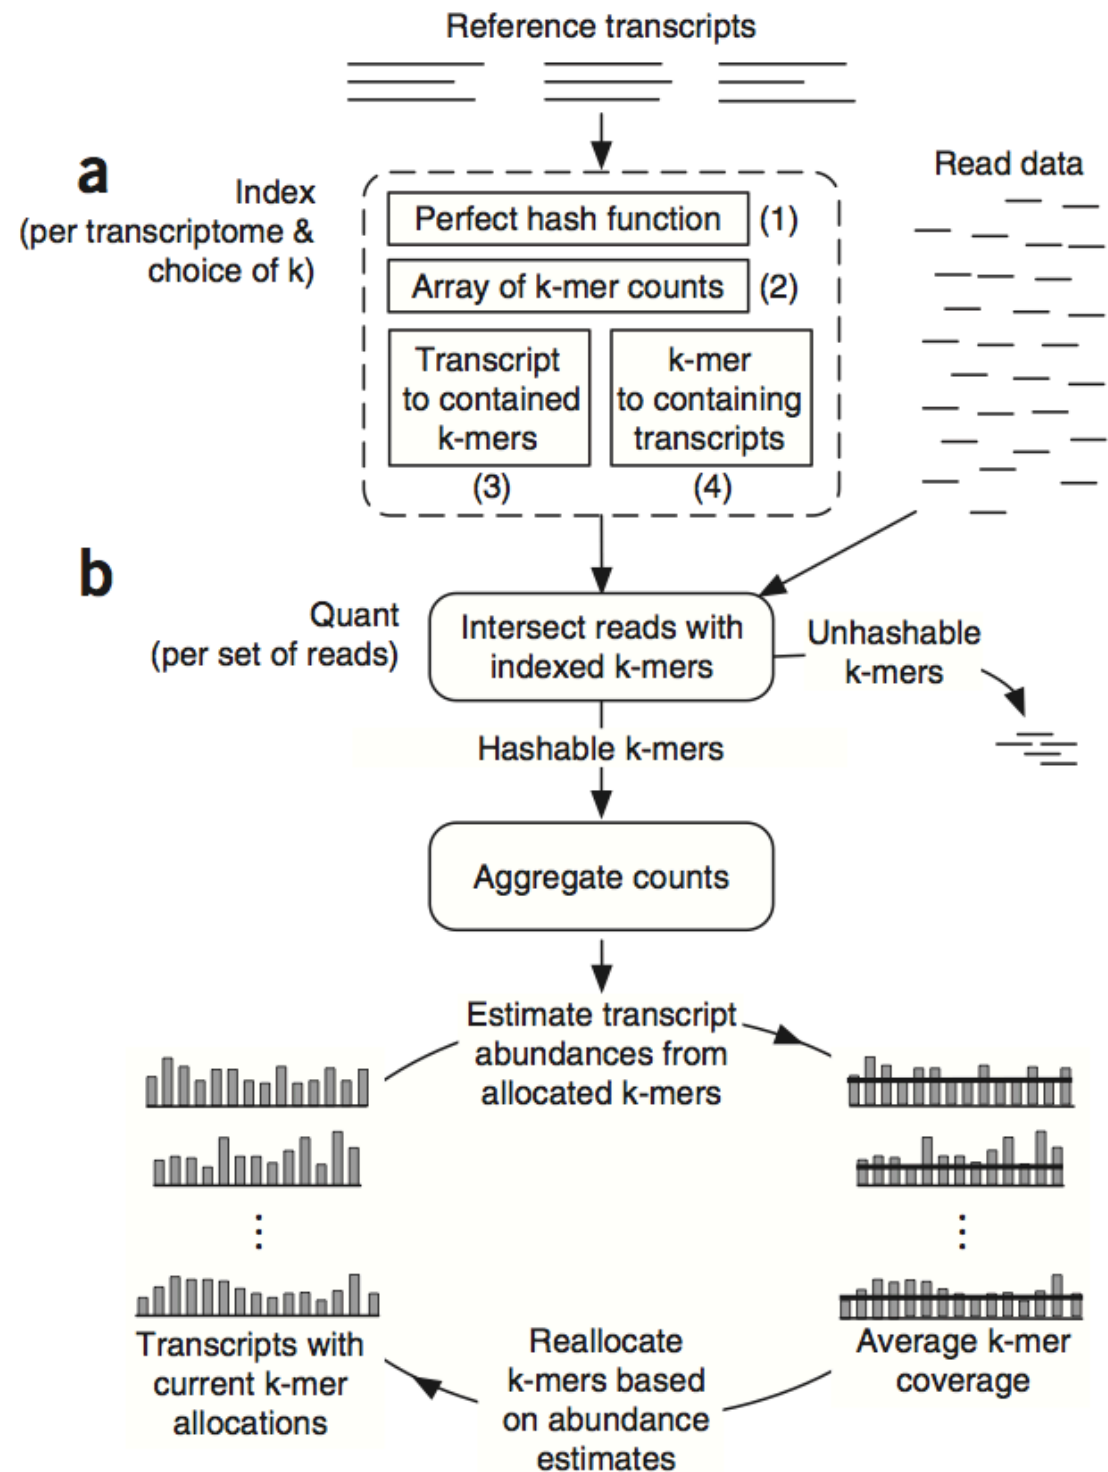 Reference transcripts
a
Index
(per transcriptome &
choice of k)
Perfect hash function
(1)
Array of k-mer counts
(2)
Transcript
to contained
k-mers
(3)
k-mer
to containing
transcripts
(4)
Read data
b
Quant
(per set of reads)
Intersect reads with
indexed k-mers
Unhashable
k-mers
Hashable k-mers
Aggregate counts
Estimate transcript
abundances from
allocated k-mers
Transcripts with
current k-mer
allocations
Reallocate
k-mers based
on abundance
estimates
Average k-mer
coverage